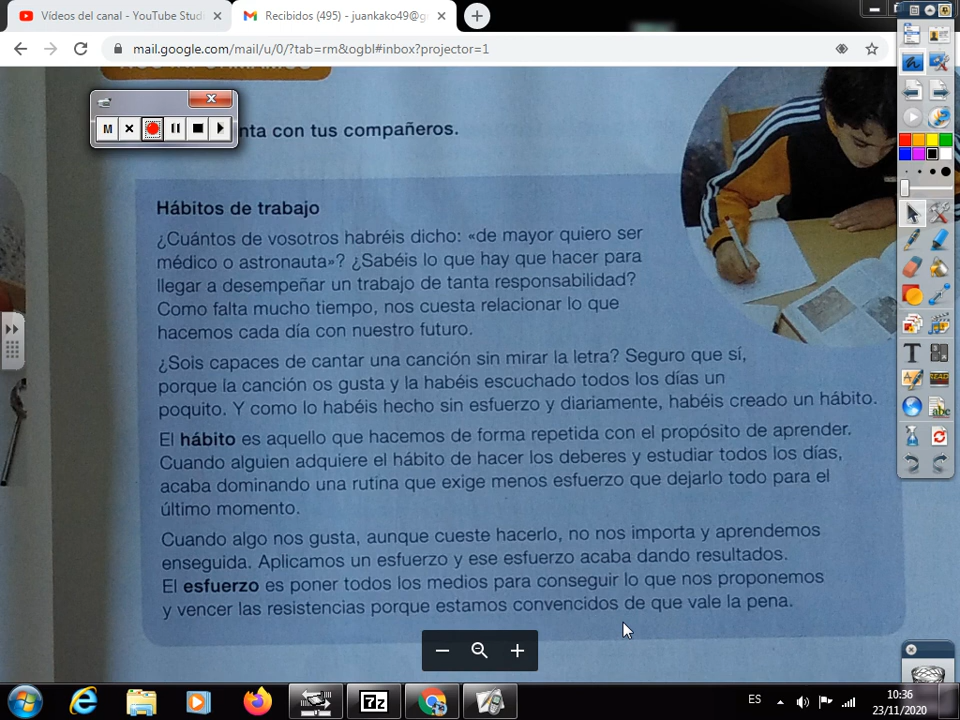 Vídeos del canal - YouTube Studi
Recibidos (495) - juankako49@g
mail.google.com/mail/u/0/?tab=rm&ogbl#inbox?projector=1
M
nta con tus compañeros.
Hábitos de trabajo
¿Cuántos de vosotros habréis dicho: «de mayor quiero ser
médico o astronauta»? ¿Sabéis lo que hay que hacer para
llegar a desempeñar un trabajo de tanta responsabilidad?
Como falta mucho tiempo, nos cuesta relacionar lo que
hacemos cada día con nuestro futuro.
¿Sois capaces de cantar una canción sin mirar la letra? Seguro que sí,
porque la canción os gusta y la habéis escuchado todos los días un
poquito. Y como lo habéis hecho sin esfuerzo y diariamente, habéis creado un hábito.
El hábito es aquello que hacemos de forma repetida con el propósito de aprender.
Cuando alguien adquiere el hábito de hacer los deberes y estudiar todos los días,
acaba dominando una rutina que exige menos esfuerzo que dejarlo todo para el
último momento.
Cuando algo nos gusta, aunque cueste hacerlo, no nos importa y aprendemos
enseguida. Aplicamos un esfuerzo y ese esfuerzo acaba dando resultados.
El esfuerzo es poner todos los medios para conseguir lo que nos proponemos
y vencer las resistencias porque estamos convencidos de que vale la pena.
T
abc
7z
ES
10:36
23/11/2020